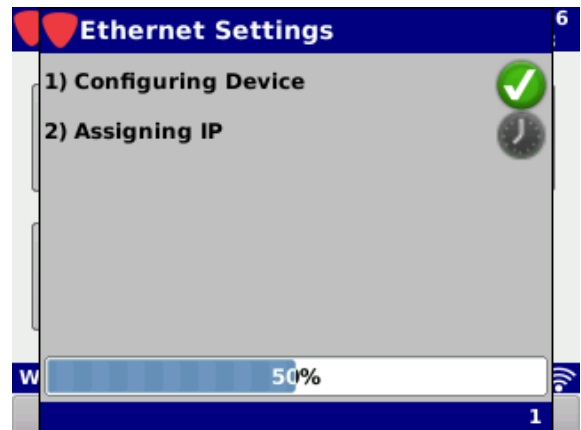 Ethernet Settings
6
1) Configuring Device
2) Assigning IP
W
50%
1